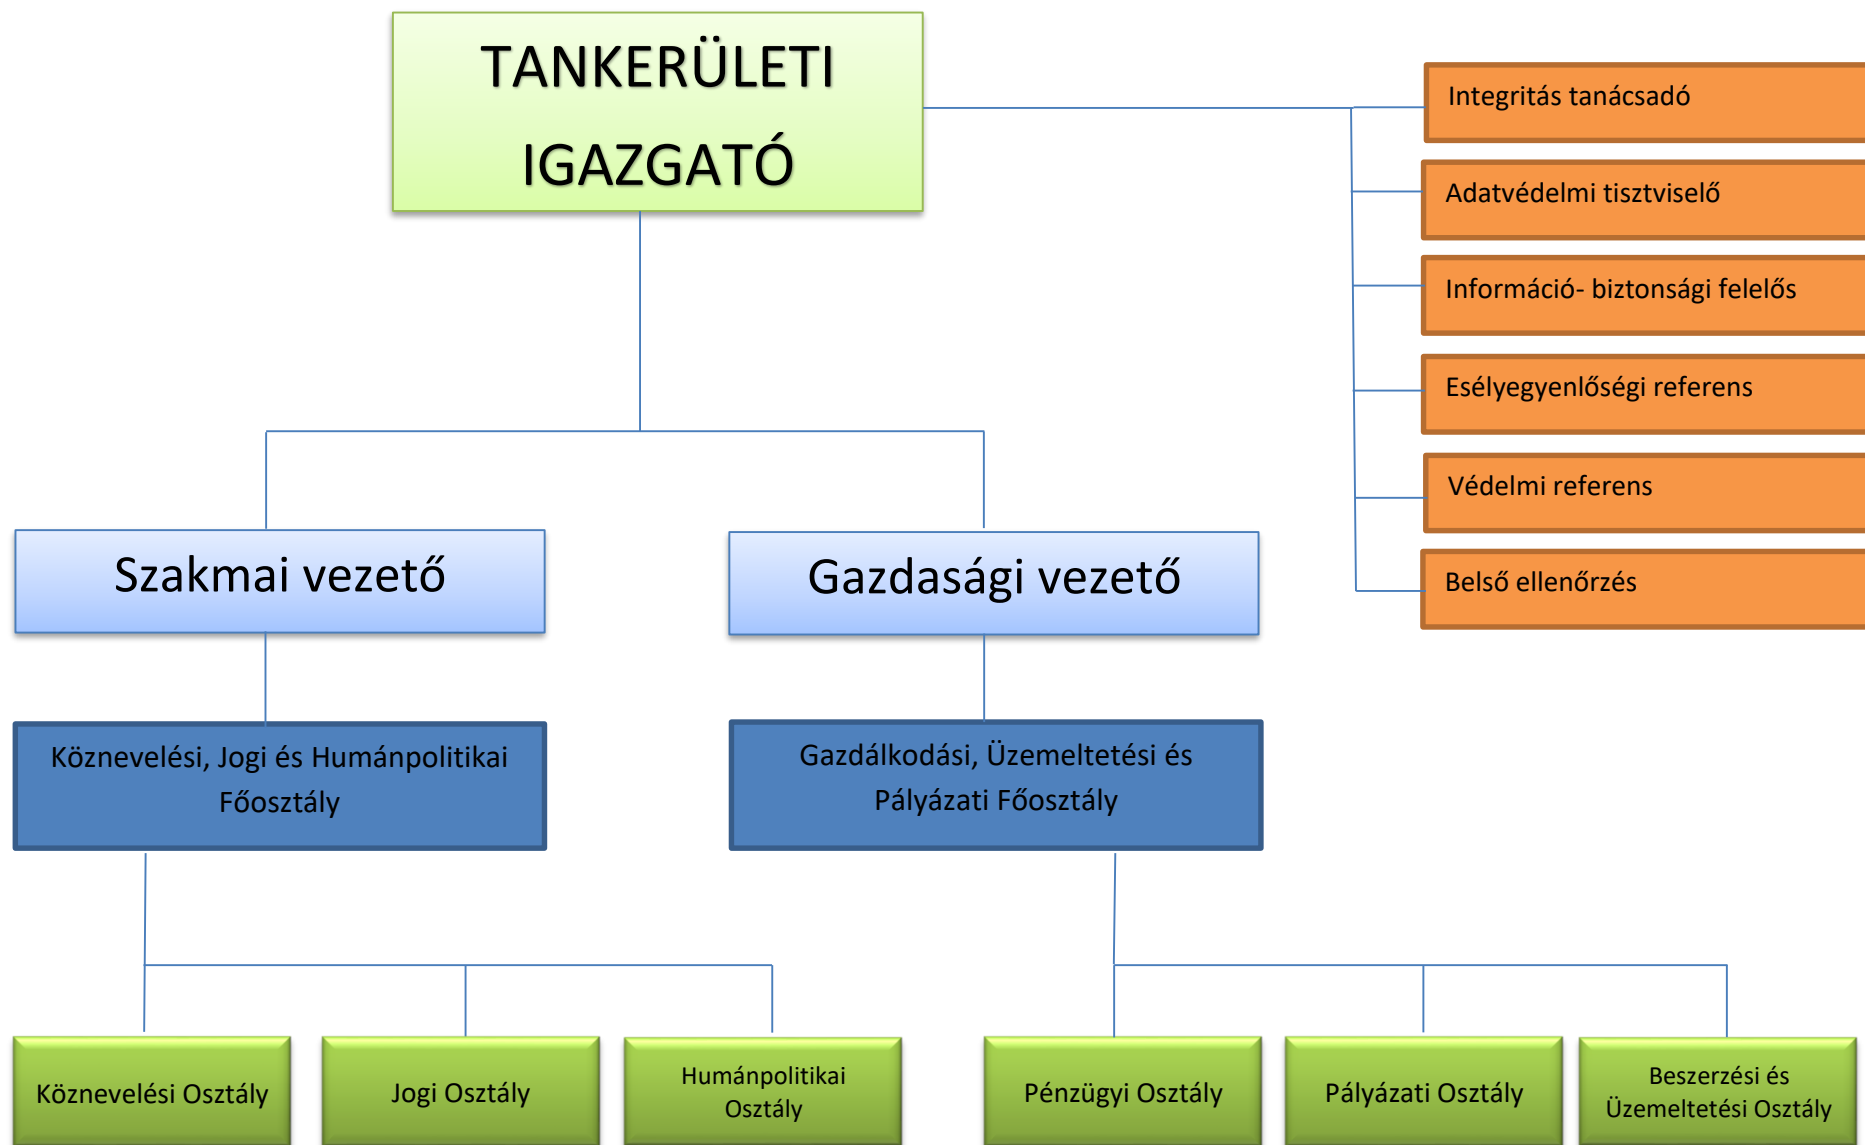 TANKERÜLETI
IGAZGATÓ
Integritás tanácsadó
Adatvédelmi tisztviselő
Információ- biztonsági felelős
Esélyegyenlőségi referens
Védelmi referens
Belső ellenőrzés
Szakmai vezető
Gazdasági vezető
Köznevelési, Jogi és Humánpolitikai
Főosztály
Gazdálkodási, Üzemeltetési és
Pályázati Főosztály
Köznevelési Osztály
Jogi Osztály
Humánpolitikai
Osztály
Pénzügyi Osztály
Pályázati Osztály
Beszerzési és
Üzemeltetési Osztály